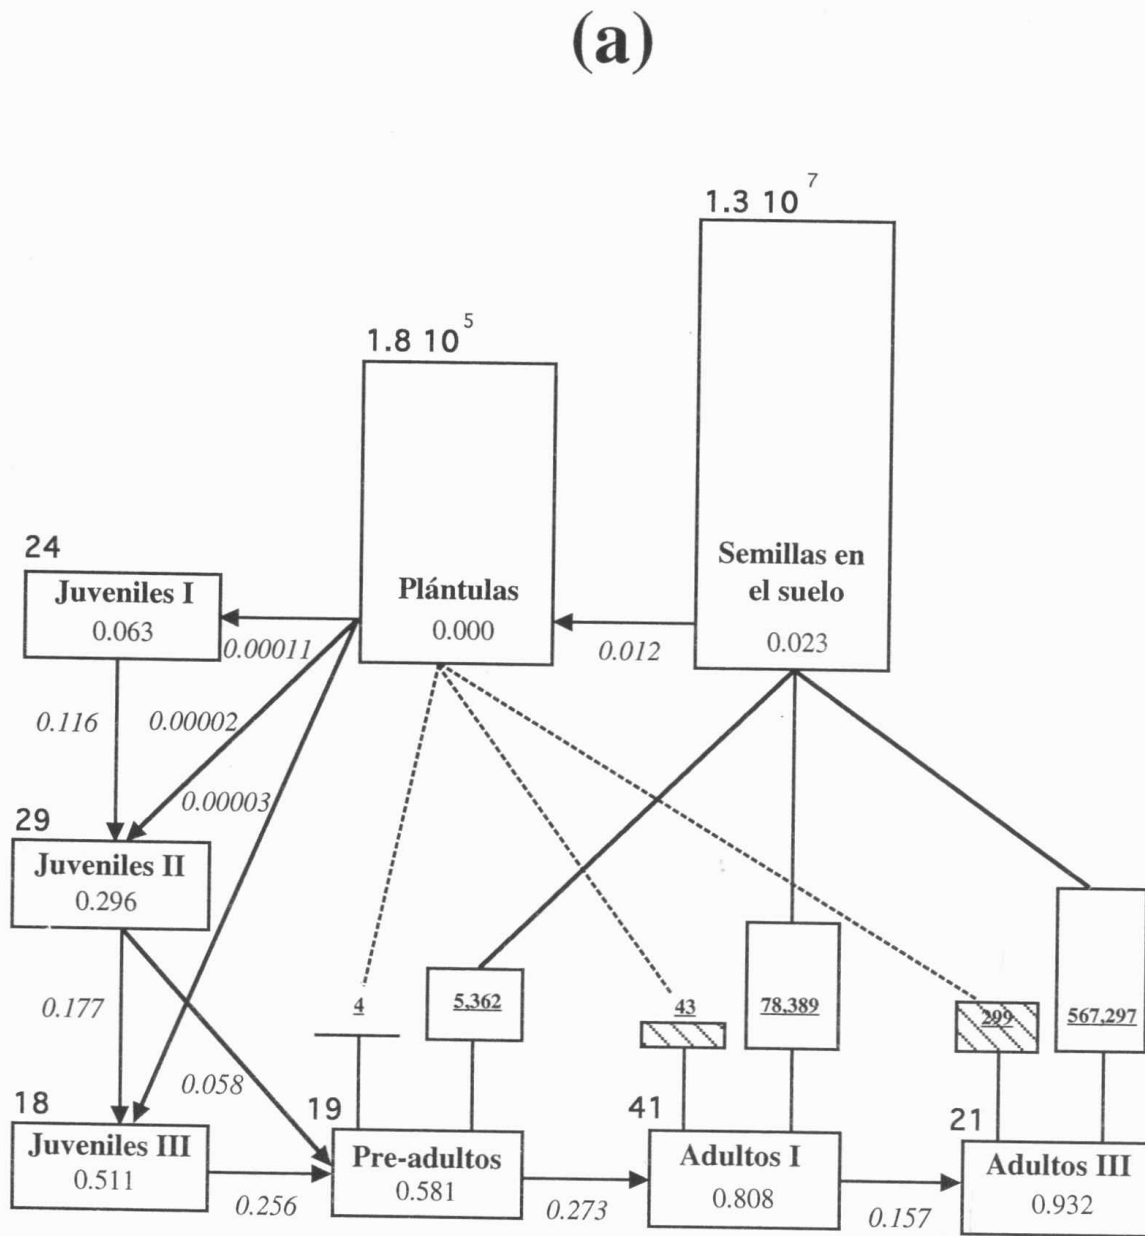 (a)
1.3 10 7
1.8 10 5
24
Juveniles I
0.063
Plántulas
0.000
Semillas en
el suelo
0.023
0.00011
0.012
0.116
0.00002
0.00003
29
Juveniles II
0.296
0.177
0.058
4
5,362
43
78,389
299
567,297
18
Juveniles III
0.511
0.256
19
Pre-adultos
0.581
0.273
41
Adultos I
0.808
0.157
21
Adultos III
0.932